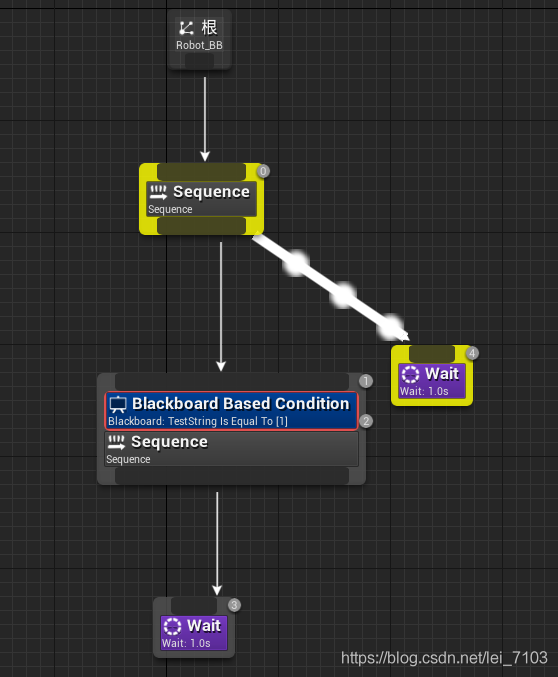 根
Robot_BB
0
Sequence
Sequence
4
Wait
Wait: 1.0s
1
Blackboard Based Condition
Blackboard: TestString Is Equal To [1]
2
Sequence
Sequence
3
Wait
Wait: 1.0s
https://blog.csdn.net/lei_7103